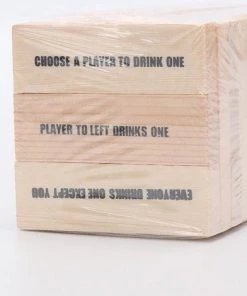 CHOOSE A PLAYER TO DRINK ONE
PLAYER TO LEFT DRINKS ONE
EVERYONE DRINKS ONE EXCEPT YOU